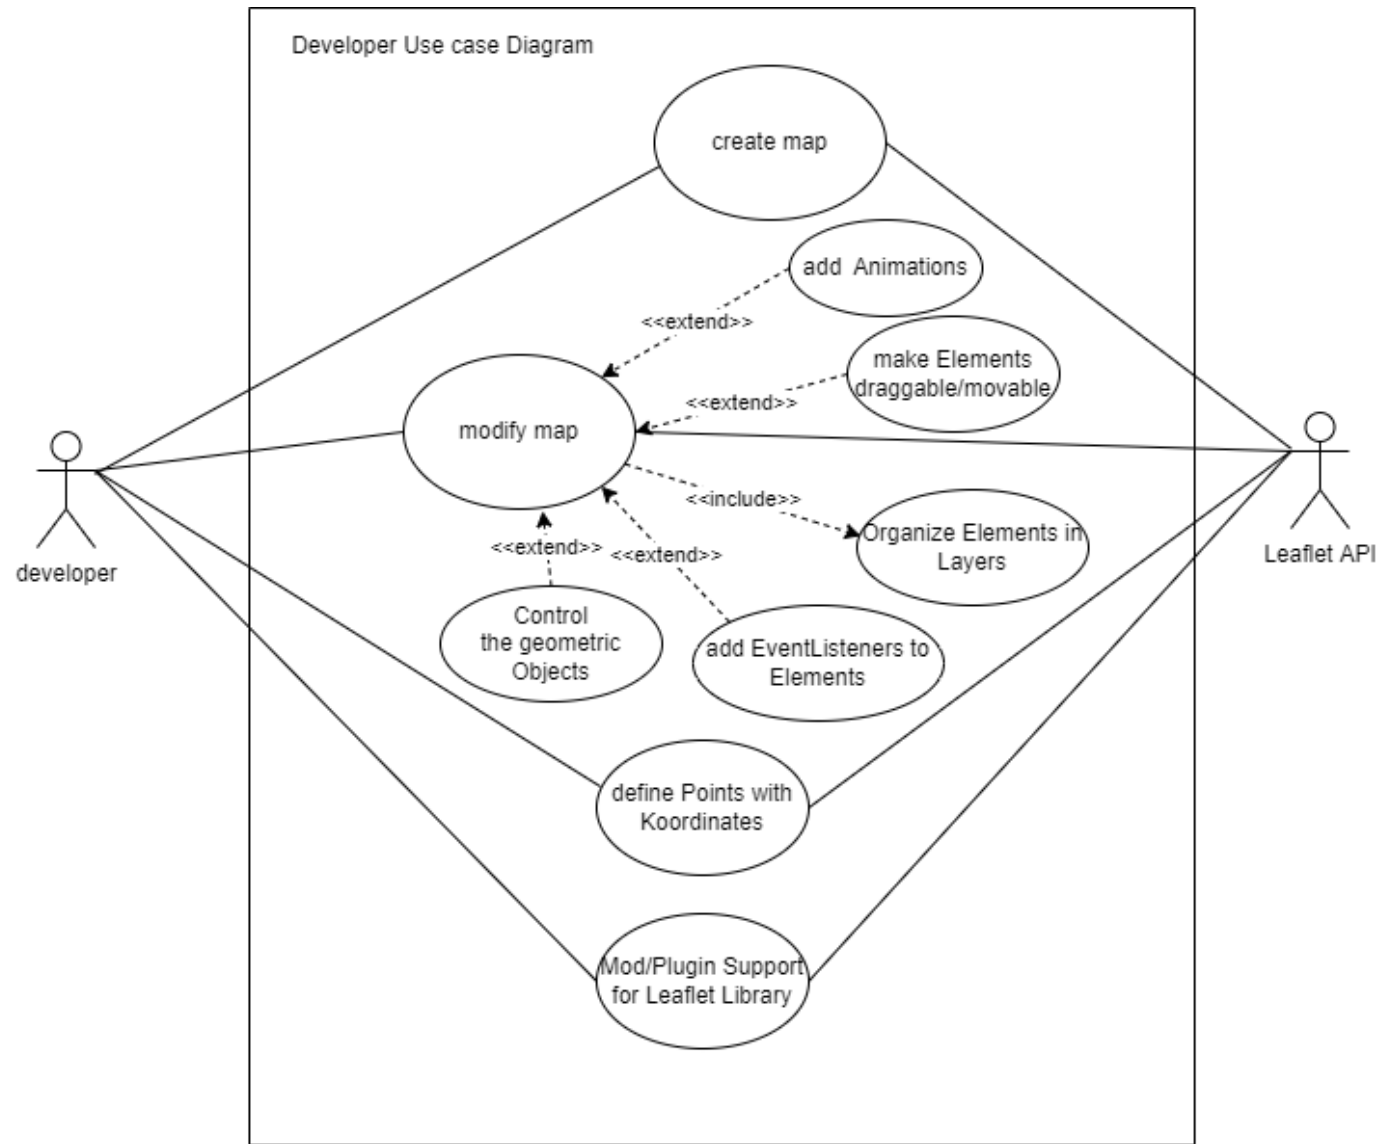 Developer Use case Diagram
create map
add  Animations
<<extend>>
make Elements
draggable/movable
<<extend>>
modify map
<<include>>
Organize Elements in
Layers
<<extend>>
<<extend>>
developer
Leaflet API
Control
the geometric
Objects
add EventListeners to
Elements
define Points with
Koordinates
Mod/Plugin Support
for Leaflet Library